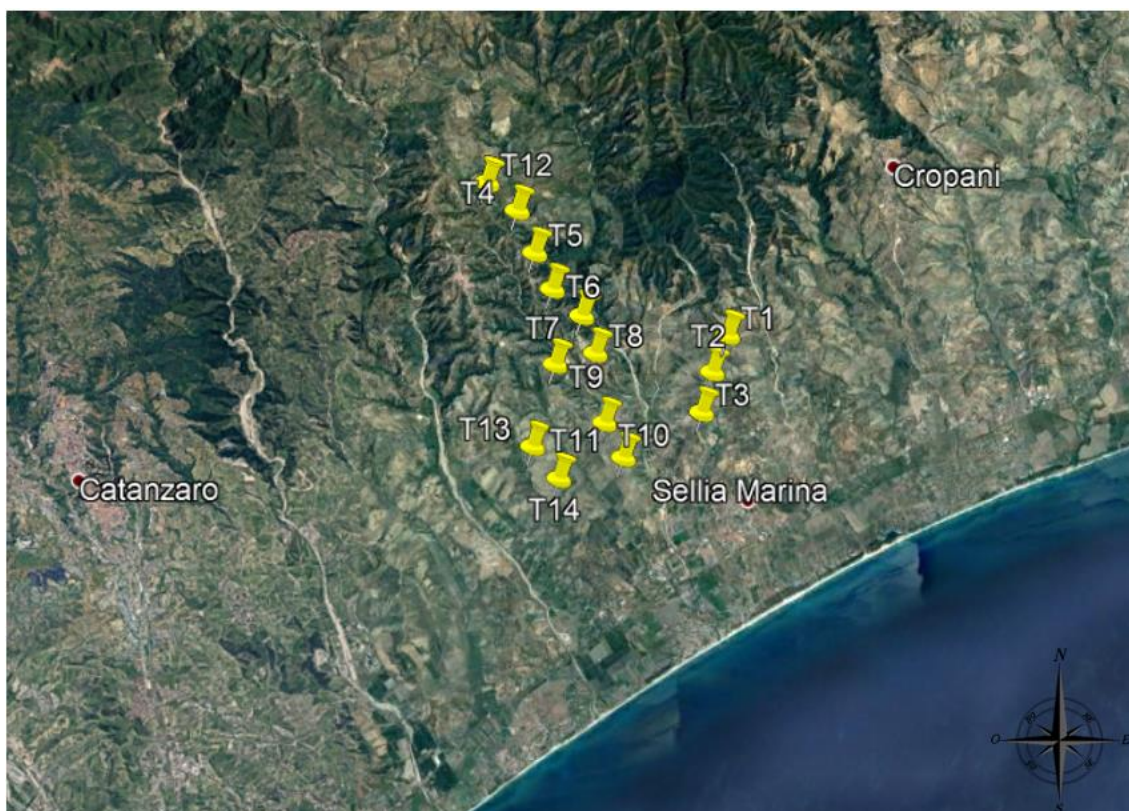 T12
T4
Cropani
T5
T6
T1
T7
T2
T8
T9
T3
T13
T11
T10
Catanzaro
Sellia Marina
T14
N
O
E
S